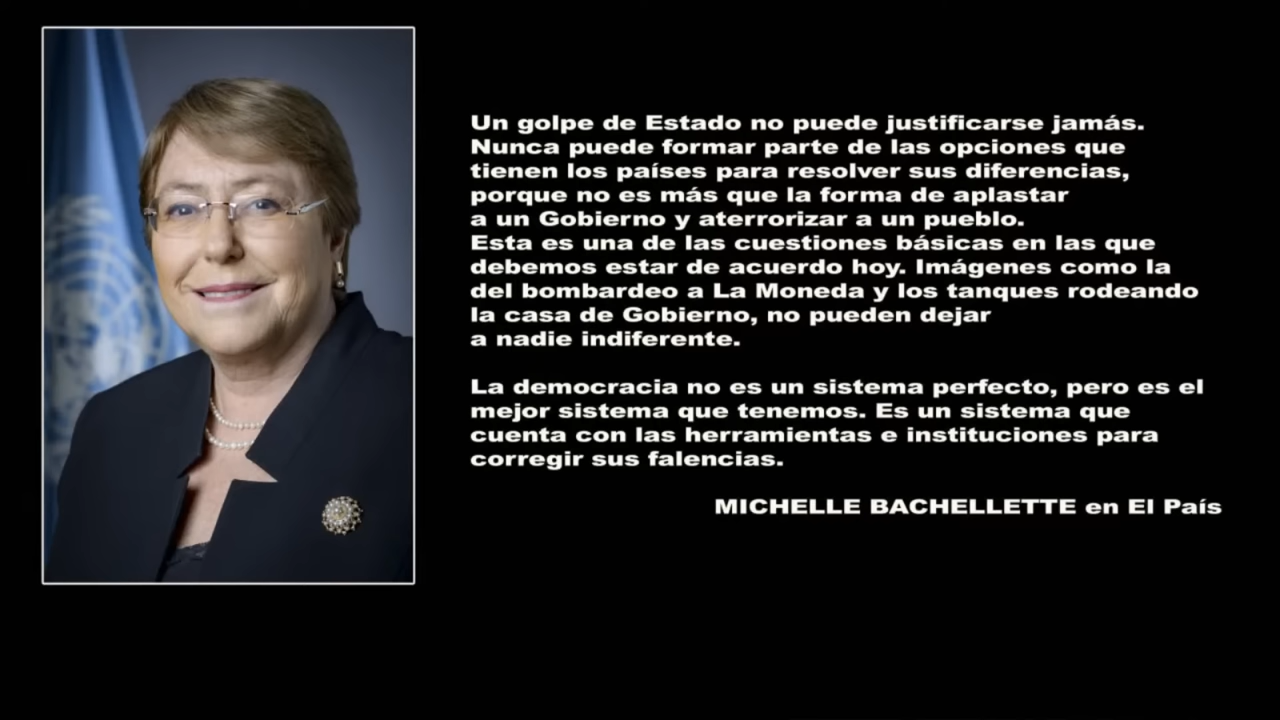 Un golpe de Estado no puede justificarse jamás.
Nunca puede formar parte de las opciones que
tienen los países para resolver sus diferencias,
porque no es más que la forma de aplastar
a un Gobierno y aterrorizar a un pueblo.
Esta es una de las cuestiones básicas en las que
debemos estar de acuerdo hoy. Imágenes como la
del bombardeo a La Moneda y los tanques rodeando
la casa de Gobierno, no pueden dejar
a nadie indiferente.
La democracia no es un sistema perfecto, pero es el
mejor sistema que tenemos. Es un sistema que
cuenta con las herramientas e instituciones para
corregir sus falencias.
MICHELLE BACHELLETTE en El País